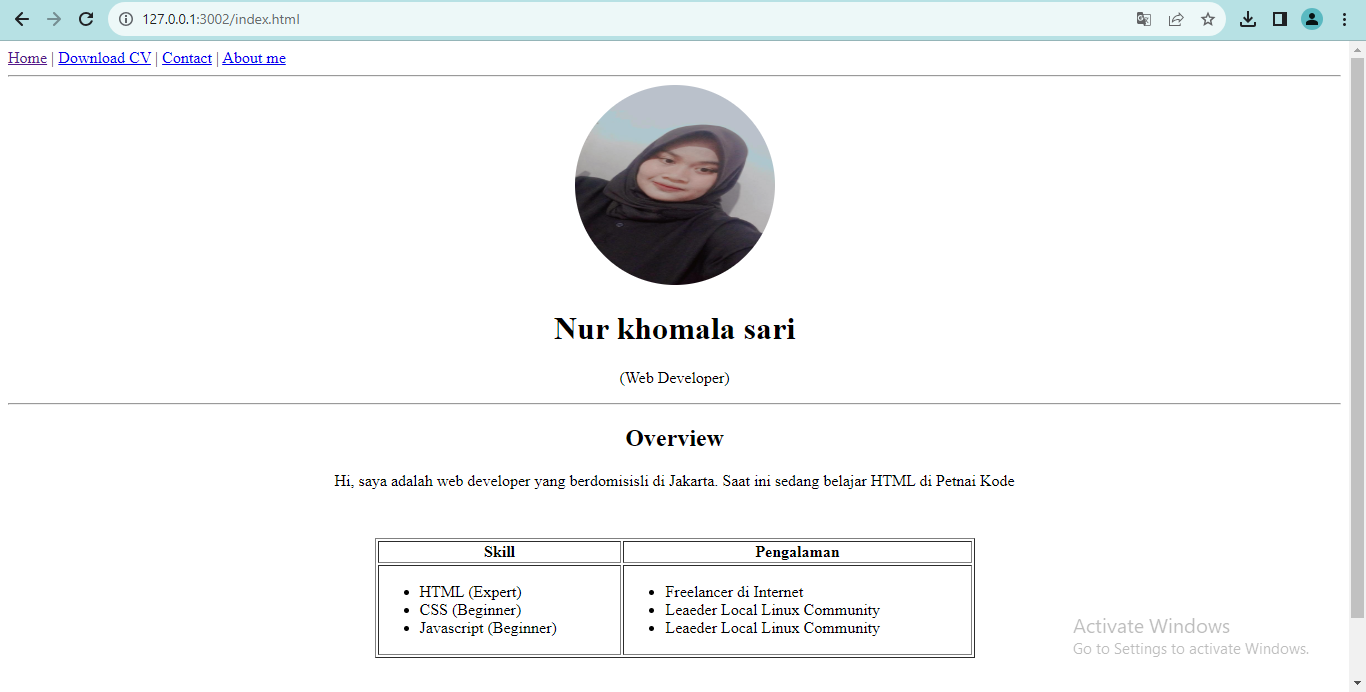 127.0.0.1:3002/index.html
Home | Download CV | Contact | About me
Nur khomala sari
(Web Developer)
Overview
Hi, saya adalah web developer yang berdomisisli di Jakarta. Saat ini sedang belajar HTML di Petnai Kode
Skill Pengalaman
HTML (Expert) Freelancer di Internet
CSS (Beginner) Leaeder Local Linux Community
Javascript (Beginner) Leaeder Local Linux Community
Activate Windows
Go to Settings to activate Windows.